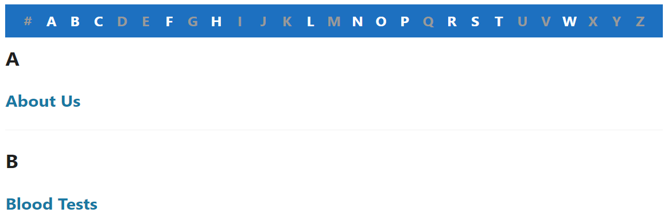 # A B C D E F G H I J K L M N O P Q R S T U V W X Y Z
A
About Us
B
Blood Tests